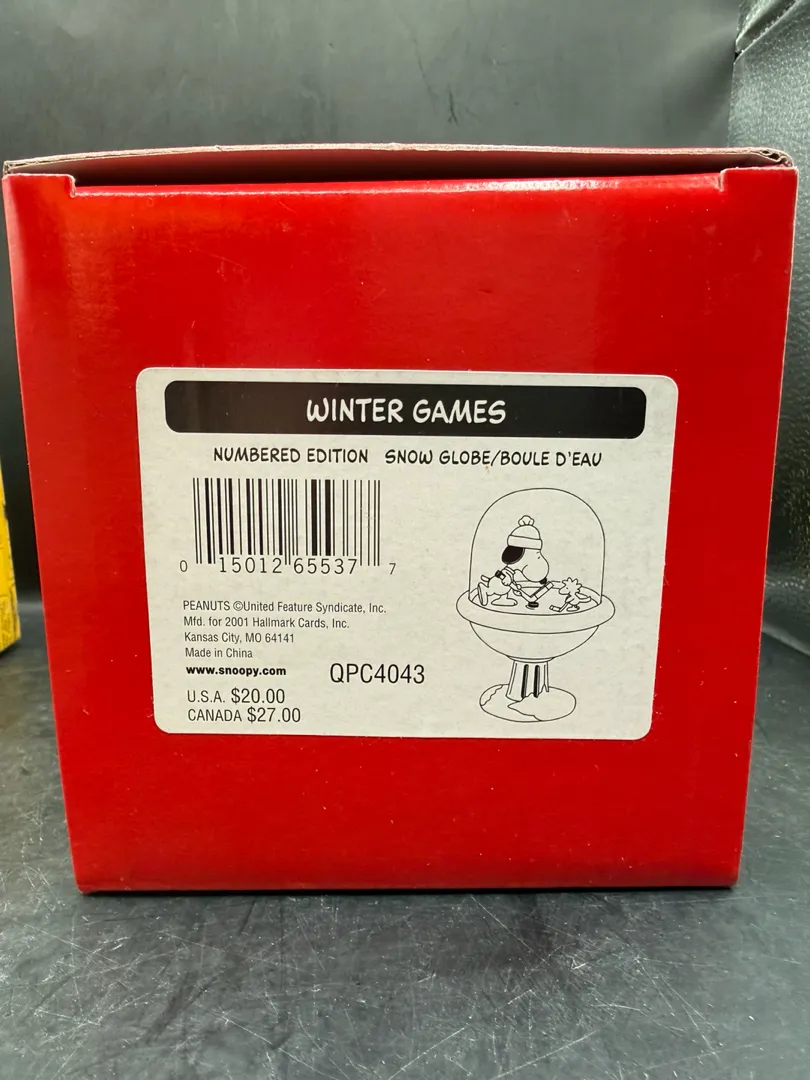 WINTER GAMES
NUMBERED EDITION SNOW GLOBE/BOULE D'EAU
0 15012 65537 7
PEANUTS ©United Feature Syndicate, Inc.
Mfd. for 2001 Hallmark Cards, Inc.
Kansas City, MO 64141
Made in China
www.snoopy.com
QPC4043
U.S.A. $20.00
CANADA $27.00